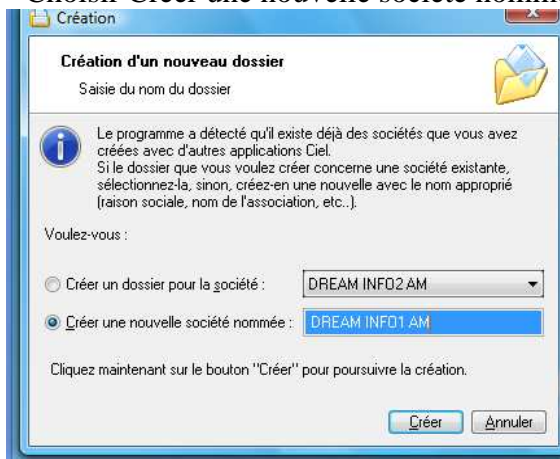 Choisir Créer une nouvelle société nomm
Création
Création d'un nouveau dossier
Saisie du nom du dossier
Le programme a détecté qu'il existe déjà des sociétés que vous avez
créées avec d'autres applications Ciel.
Si le dossier que vous voulez créer concerne une société existante,
sélectionnez-la, sinon, créez-en une nouvelle avec le nom approprié
(raison sociale, nom de l'association, etc..).
Voulez-vous :
Créer un dossier pour la société : DREAM INFO2 AM
Créer une nouvelle société nommée : DREAM INFO1 AM
Cliquez maintenant sur le bouton "Créer" pour poursuivre la création.
Créer Annuler